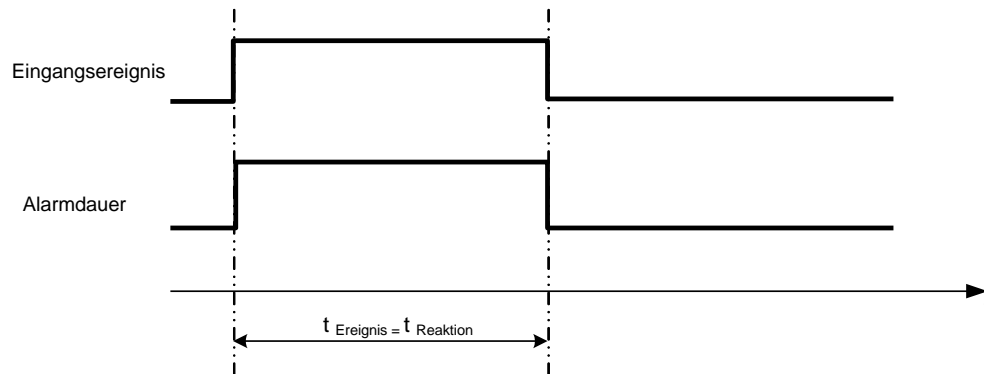 Eingangsereignis
Alarmdauer
t Ereignis = t Reaktion